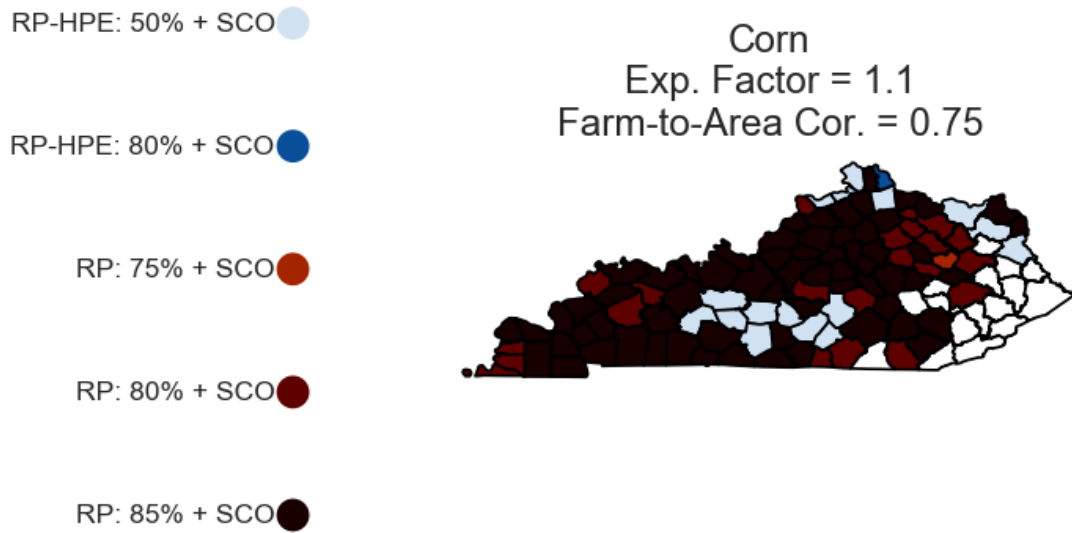 RP-HPE: 50% + SCO
RP-HPE: 80% + SCO
RP: 75% + SCO
RP: 80% + SCO
RP: 85% + SCO
Corn
Exp. Factor = 1.1
Farm-to-Area Cor. = 0.75